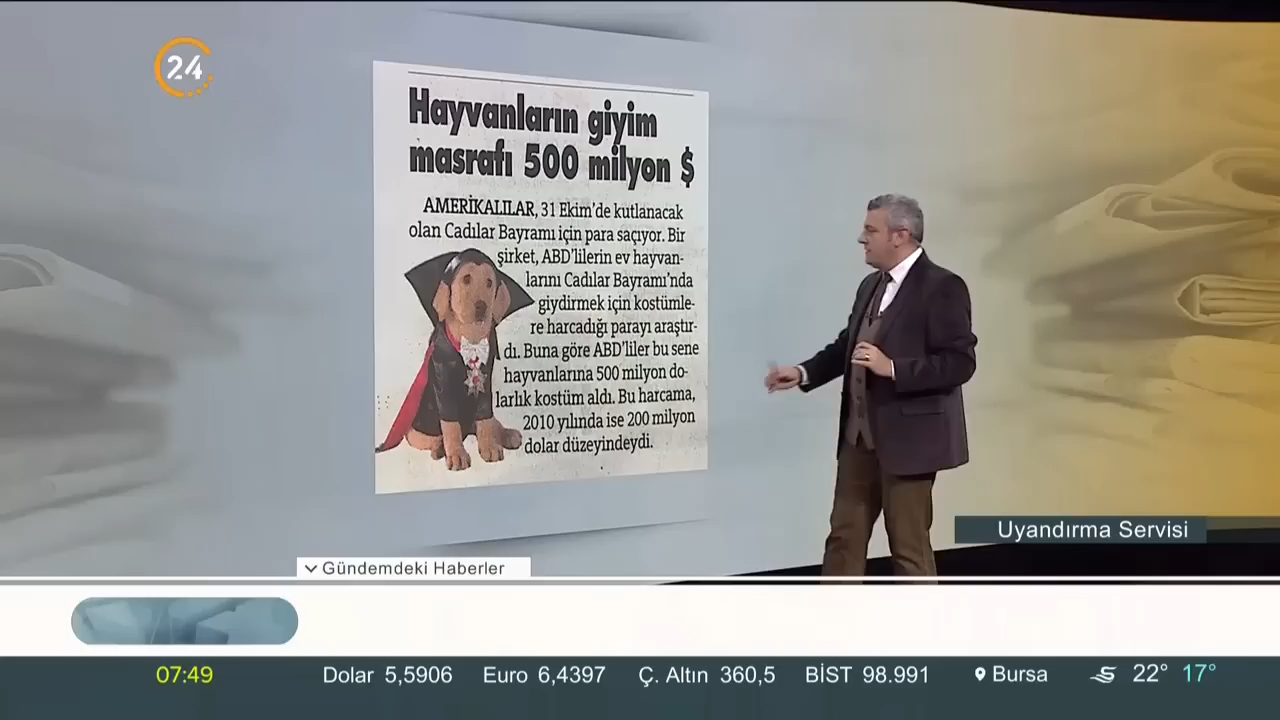 24
Hayvanların giyim
masrafı 500 milyon $
AMERİKALILAR, 31 Ekim'de kutlanacak
olan Cadılar Bayramı için para saçıyor. Bir
şirket, ABD'lilerin ev hayvan-
larını Cadılar Bayramı'nda
giydirmek için kostümle-
re harcadığı parayı araştır-
dı. Buna göre ABD'liler bu sene
hayvanlarına 500 milyon do-
larlık kostüm aldı. Bu harcama,
2010 yılında ise 200 milyon
dolar düzeyindeydi.
Uyandırma Servisi
Gündemdeki Haberler
07:49 Dolar 5,5906 Euro 6,4397 Ç. Altın 360,5 BİST 98.991 Bursa 22° 17°